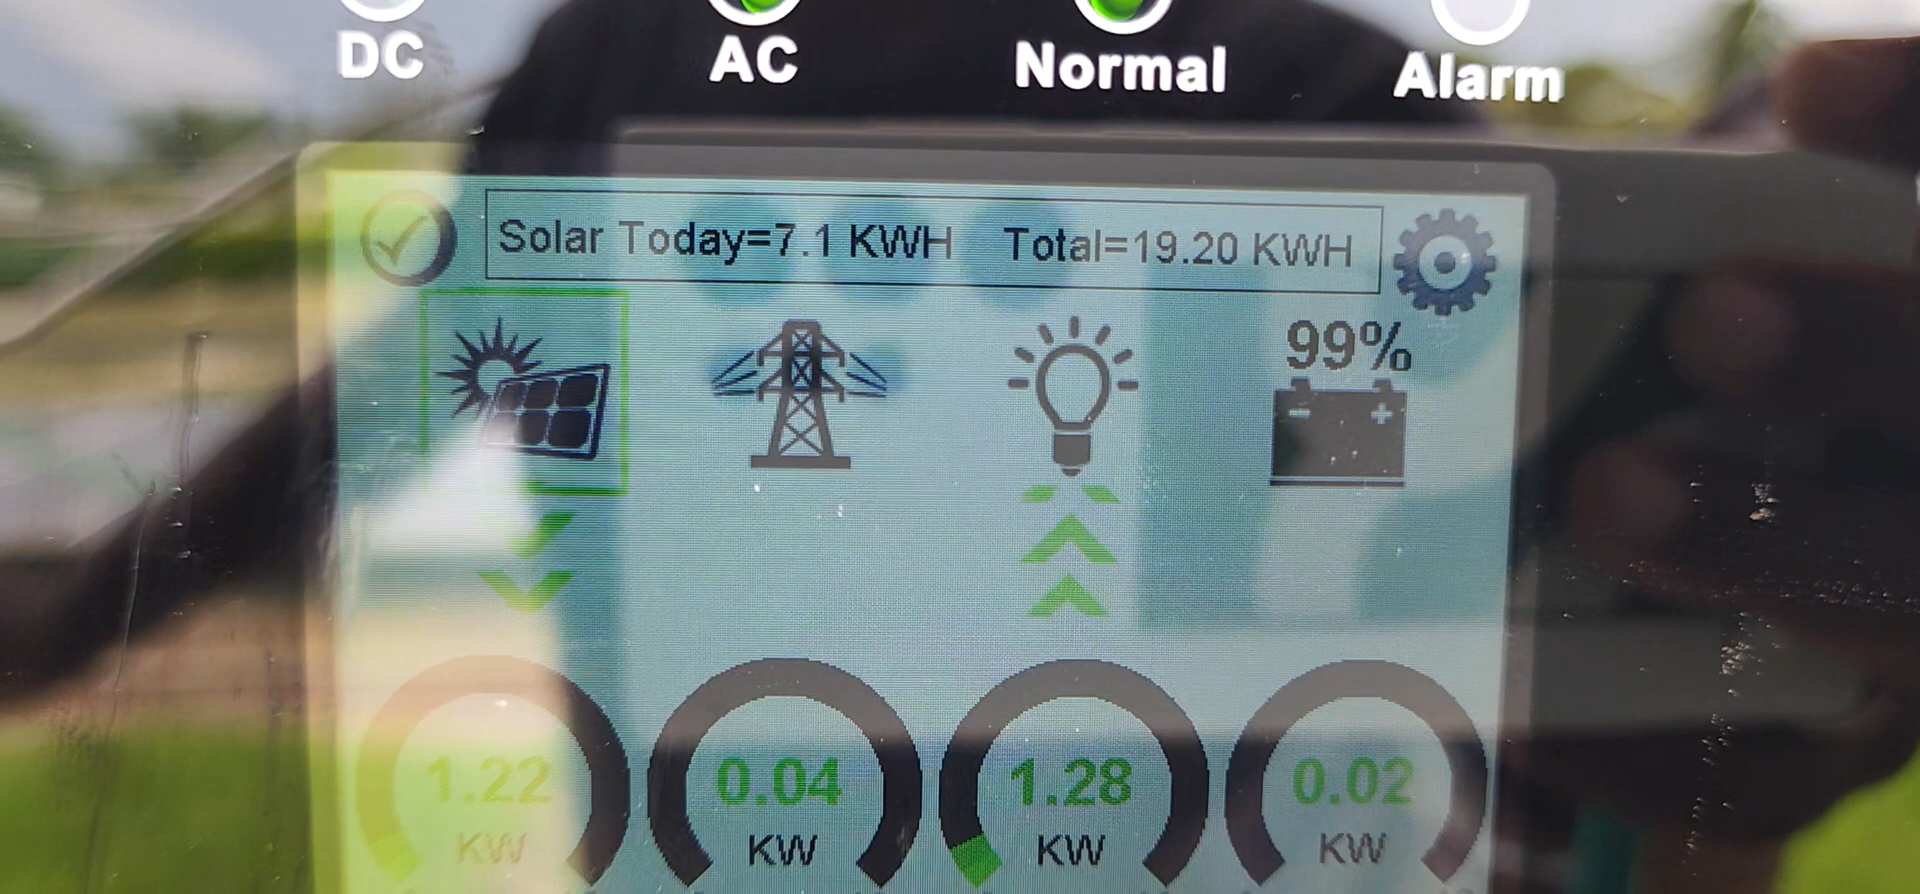 DC AC Normal Alarm
Solar Today=7.1 KWH Total=19.20 KWH
99%
- +
1.22 0.04 1.28 0.02
KW KW KW KW